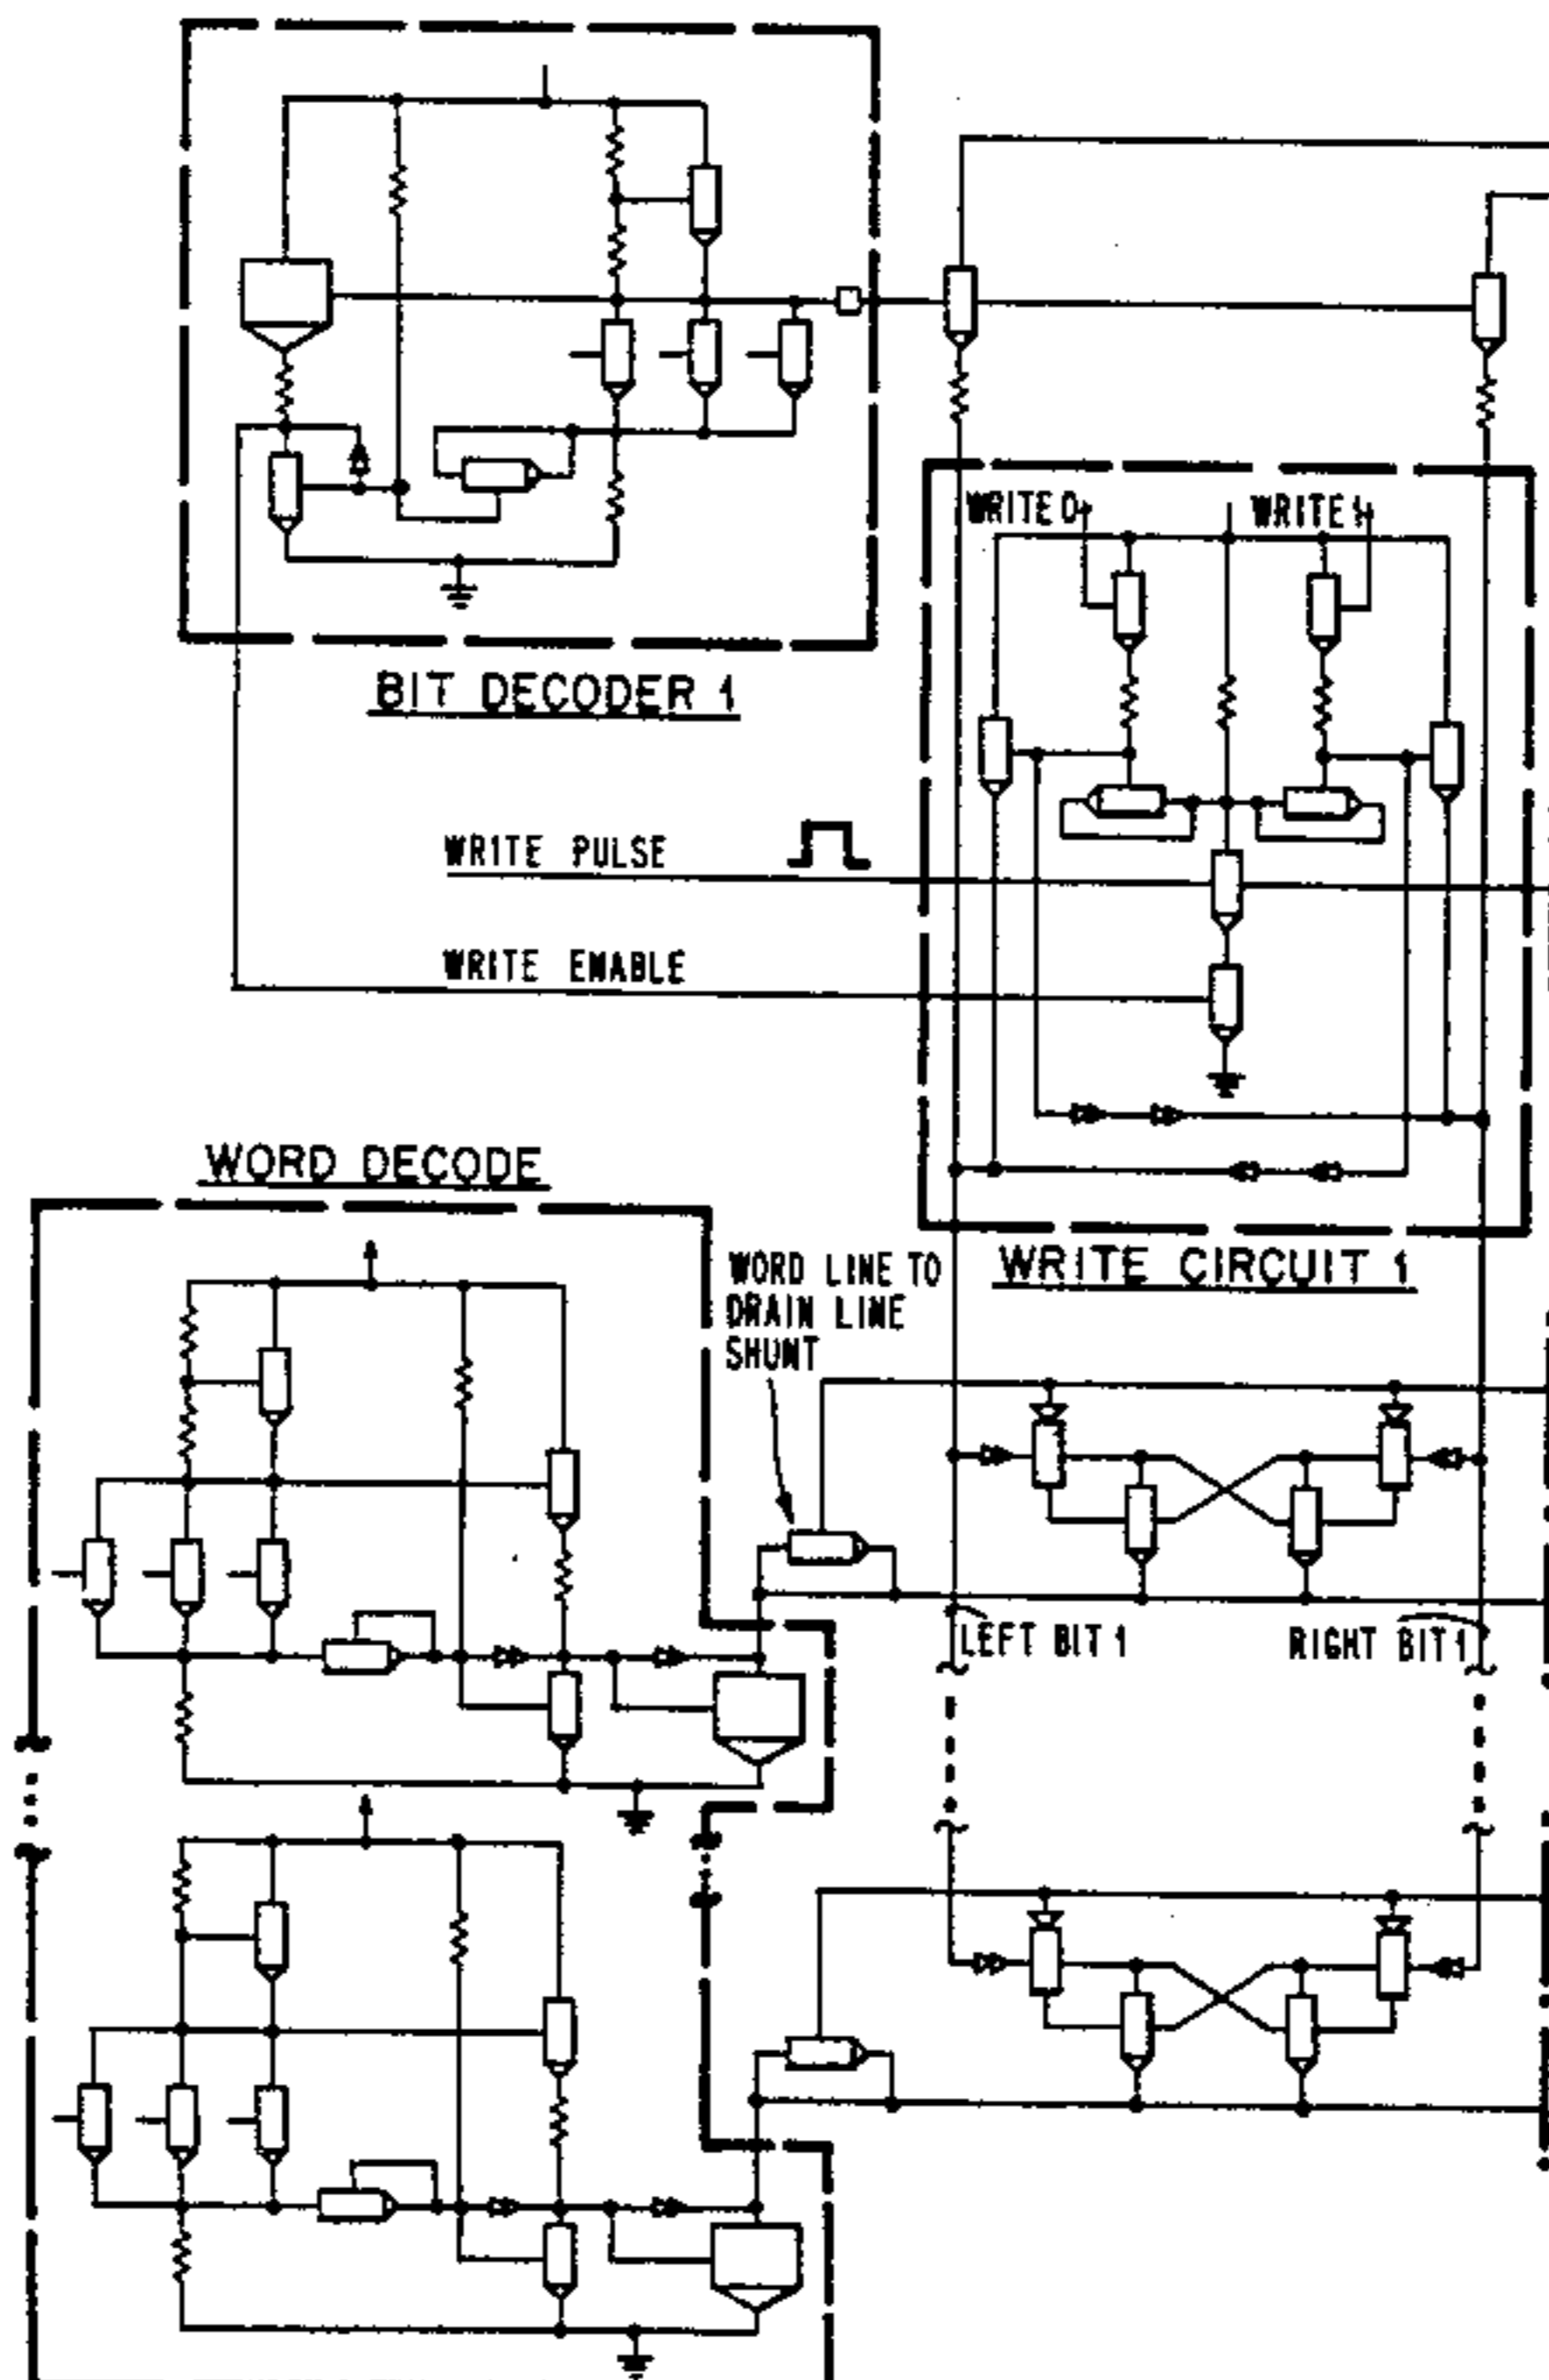 WRITE 0
WRITE 1
BIT DECODER 1
WRITE PULSE
WRITE ENABLE
WORD DECODE
WORD LINE TO
DRAIN LINE
SHUNT
WRITE CIRCUIT 1
LEFT BIT 1
RIGHT BIT 1